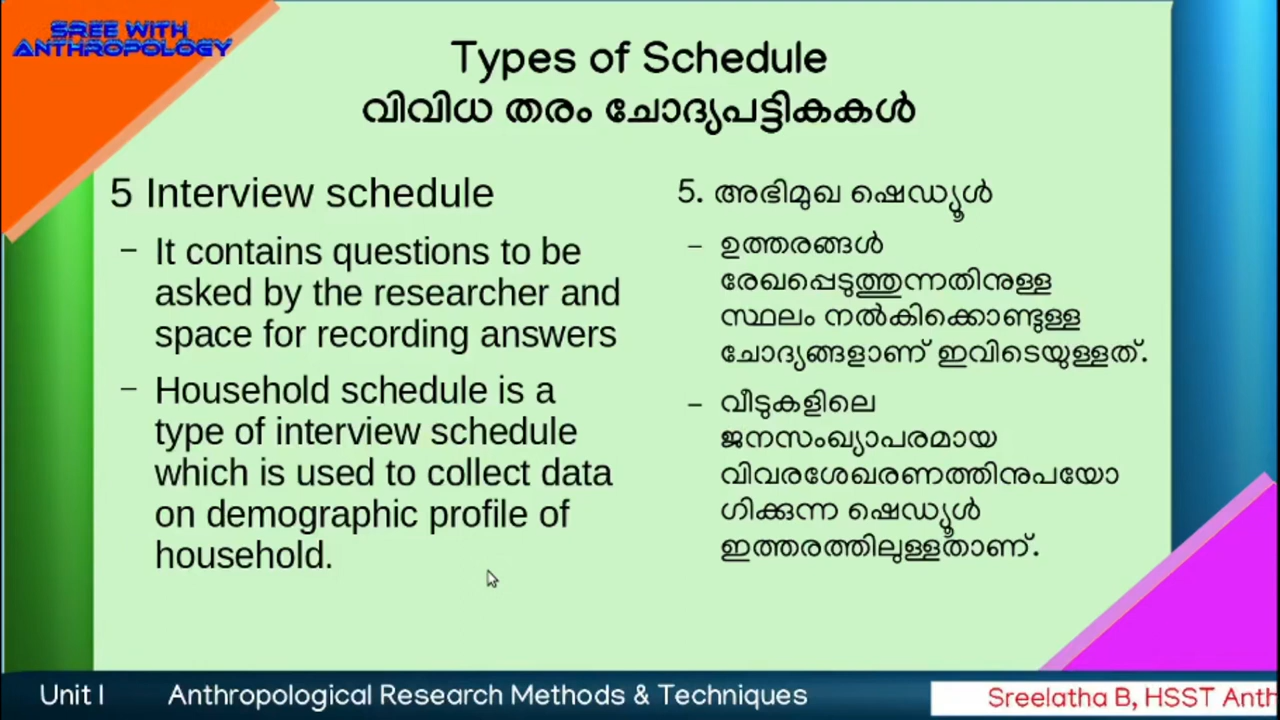 SREE WITH
ANTHROPOLOGY
Types of Schedule
വിവിധ തരം ചോദ്യപട്ടികകൾ
5 Interview schedule
– It contains questions to be
asked by the researcher and
space for recording answers
– Household schedule is a
type of interview schedule
which is used to collect data
on demographic profile of
household.
5. അഭിമുഖ ഷെഡ്യൂൾ
– ഉത്തരങ്ങൾ
രേഖപ്പെടുത്തുന്നതിനുള്ള
സ്ഥലം നൽകിക്കൊണ്ടുള്ള
ചോദ്യങ്ങളാണ് ഇവിടെയുള്ളത്.
– വീടുകളിലെ
ജനസംഖ്യാപരമായ
വിവരശേഖരണത്തിനുപയോ
ഗിക്കുന്ന ഷെഡ്യൂൾ
ഇത്തരത്തിലുള്ളതാണ്.
Unit I Anthropological Research Methods & Techniques
Sreelatha B, HSST Anth